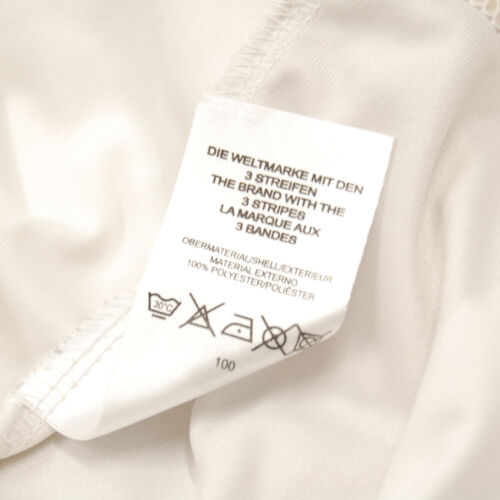 DIE WELTMARKE MIT DEN
3 STREIFEN
THE BRAND WITH THE
3 STRIPES
LA MARQUE AUX
3 BANDES
OBERMATERIAL/SHELL/EXTERIEUR
MATERIAL EXTERNO
100% POLYESTER/POLIÉSTER
30°C
100